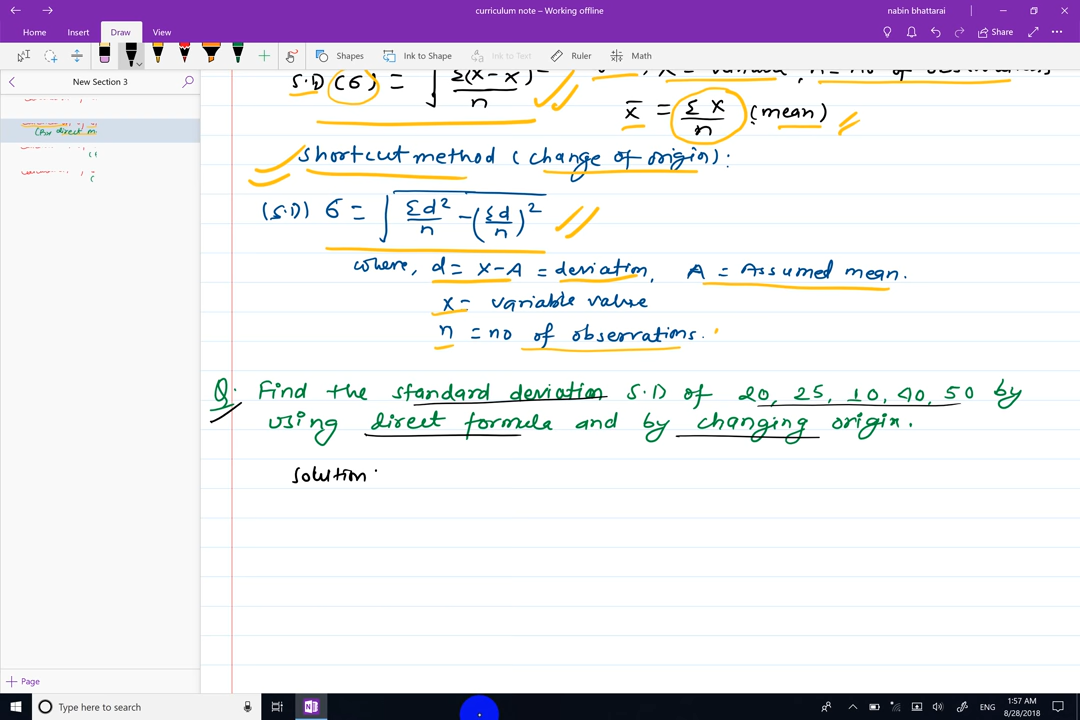 curriculum note – Working offline
nabin bhattarai
Home Insert Draw View
Share
Shapes Ink to Shape Ink to Text Ruler Math
New Section 3
S.D (σ) = √ Σ(x - x̄)² / n
x̄ = Σx / n (mean)
shortcut method (change of origin) :
(S.D) σ = √ Σd²/n - (Σd/n)²
where, d = x-A = deviation, A = Assumed mean.
x = variable value
n = no of observations.
Q. Find the standard deviation S.D of 20, 25, 10, 40, 50 by
using direct formula and by changing origin.
solution
Page
Type here to search
ENG
1:57 AM
8/28/2018